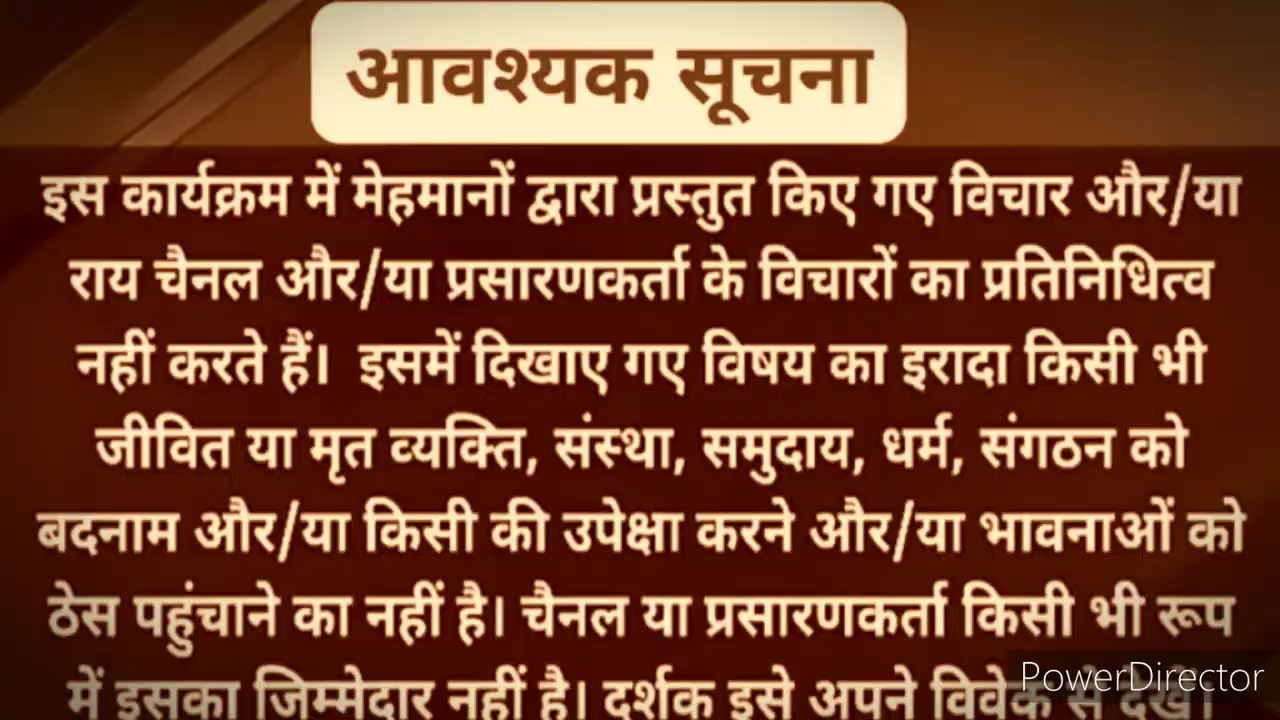 आवश्यक सूचना
इस कार्यक्रम में मेहमानों द्वारा प्रस्तुत किए गए विचार और/या
राय चैनल और/या प्रसारणकर्ता के विचारों का प्रतिनिधित्व
नहीं करते हैं। इसमें दिखाए गए विषय का इरादा किसी भी
जीवित या मृत व्यक्ति, संस्था, समुदाय, धर्म, संगठन को
बदनाम और/या किसी की उपेक्षा करने और/या भावनाओं को
ठेस पहुंचाने का नहीं है। चैनल या प्रसारणकर्ता किसी भी रूप
में इसका जिम्मेदार नहीं है। दर्शक इसे अपने विवेक से देखें।
PowerDirector